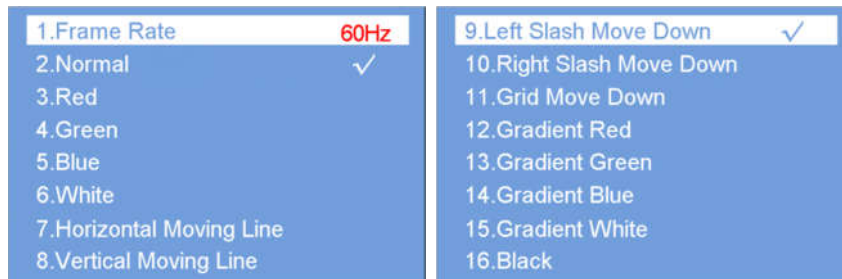 1.Frame Rate 60Hz
2.Normal √
3.Red
4.Green
5.Blue
6.White
7.Horizontal Moving Line
8.Vertical Moving Line
9.Left Slash Move Down √
10.Right Slash Move Down
11.Grid Move Down
12.Gradient Red
13.Gradient Green
14.Gradient Blue
15.Gradient White
16.Black